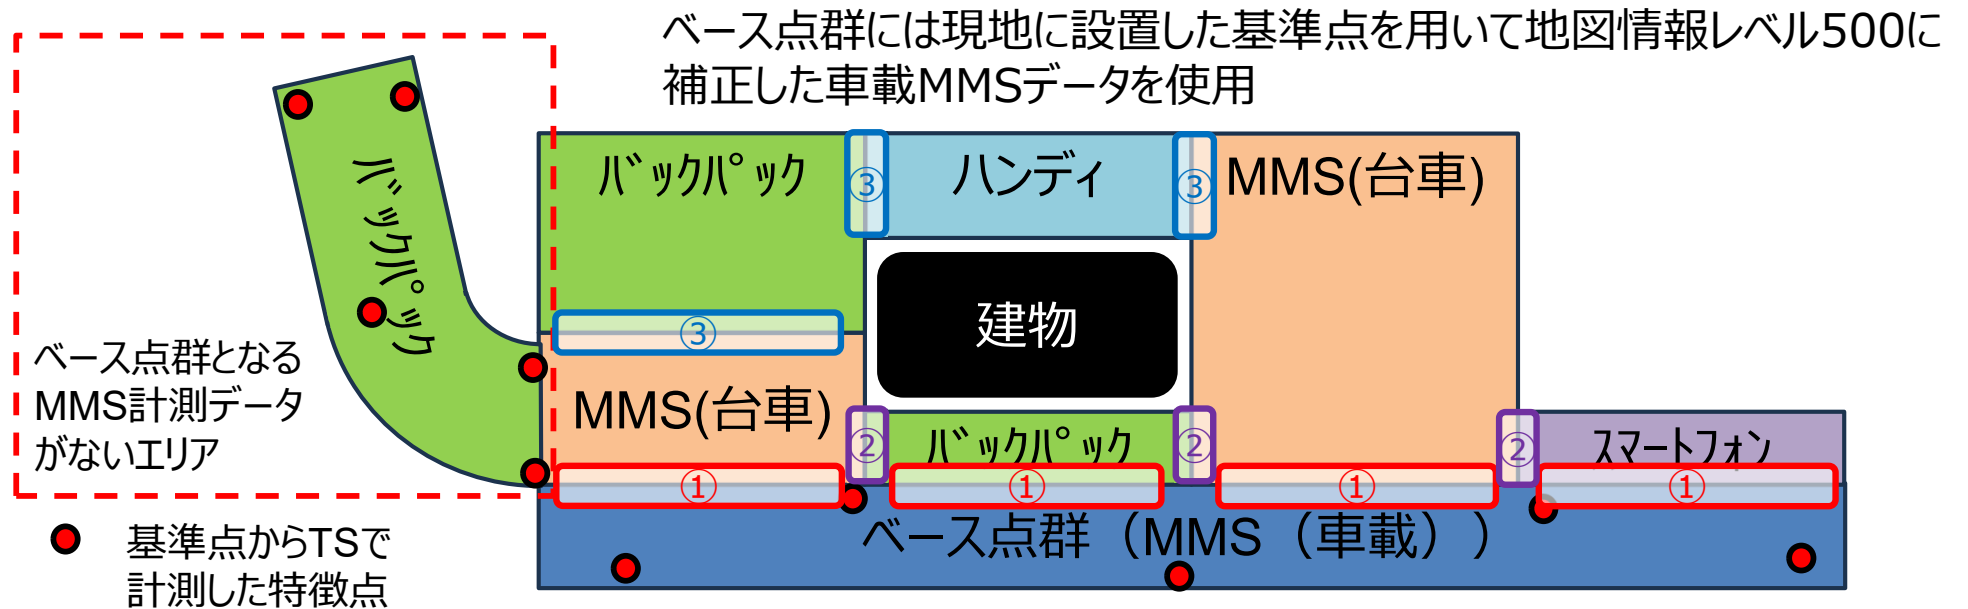 ベース点群には現地に設置した基準点を用いて地図情報レベル500に
補正した車載MMSデータを使用
バックパック
バックパック
③
ハンディ
③
MMS(台車)
建物
③
ベース点群となる
MMS計測データ
がないエリア
MMS(台車)
②
バックパック
②
②
スマートフォン
①
①
①
①
ベース点群（MMS（車載））
基準点からTSで
計測した特徴点